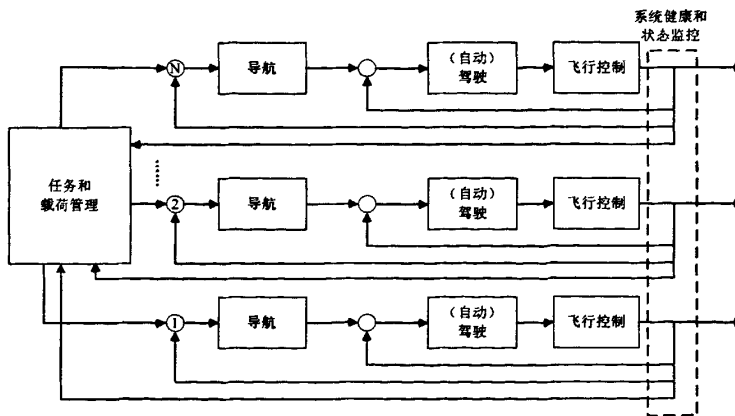 系统健康和
状态监控
N
导航
（自动）
驾驶
飞行控制
任务和
载荷管理
……
2
导航
（自动）
驾驶
飞行控制
1
导航
（自动）
驾驶
飞行控制